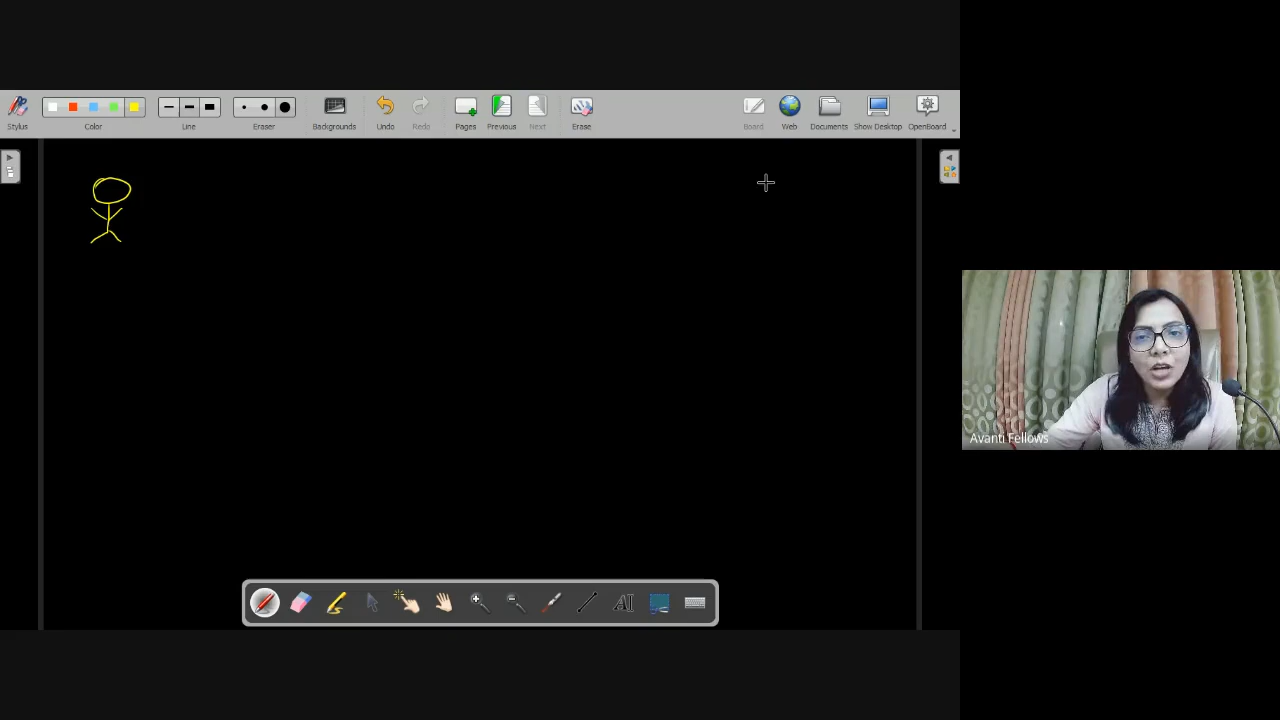 Stylus
Color
Line
Eraser
Backgrounds
Undo
Redo
Pages
Previous
Next
Erase
Board
Web
Documents
Show Desktop
OpenBoard
AI
Avanti Fellows